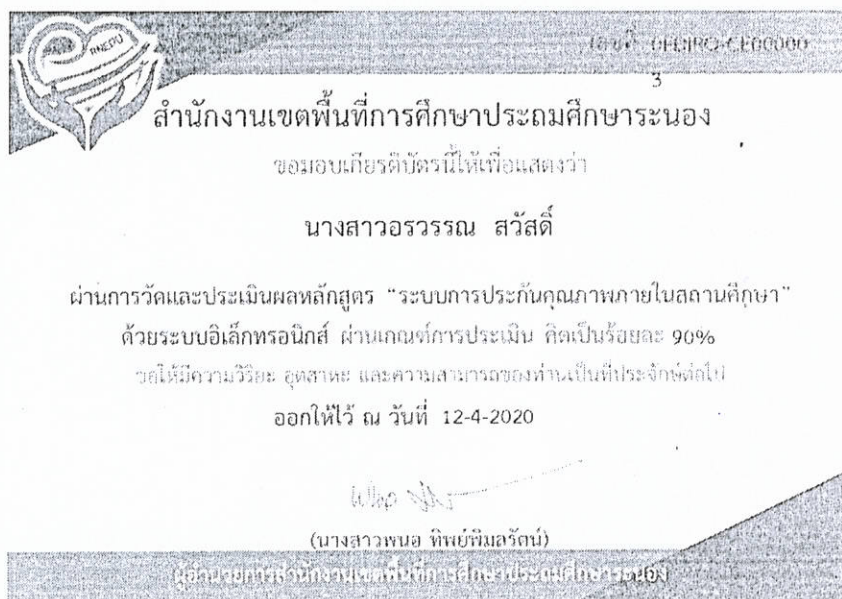 RNEPU
เลขที่
3
สำนักงานเขตพื้นที่การศึกษาประถมศึกษาระนอง
ขอมอบเกียรติบัตรนี้ให้เพื่อแสดงว่า
นางสาวอรวรรณ สวัสดิ์
ผ่านการวัดและประเมินผลหลักสูตร “ระบบการประกันคุณภาพภายในสถานศึกษา”
ด้วยระบบอิเล็กทรอนิกส์ ผ่านเกณฑ์การประเมิน คิดเป็นร้อยละ 90%
ขอให้มีความวิริยะ อุตสาหะ และความสามารถของท่านเป็นที่ประจักษ์ต่อไป
ออกให้ไว้ ณ วันที่ 12-4-2020
(นางสาวพนอ ทิพย์พิมลรัตน์)
ผู้อำนวยการสำนักงานเขตพื้นที่การศึกษาประถมศึกษาระนอง